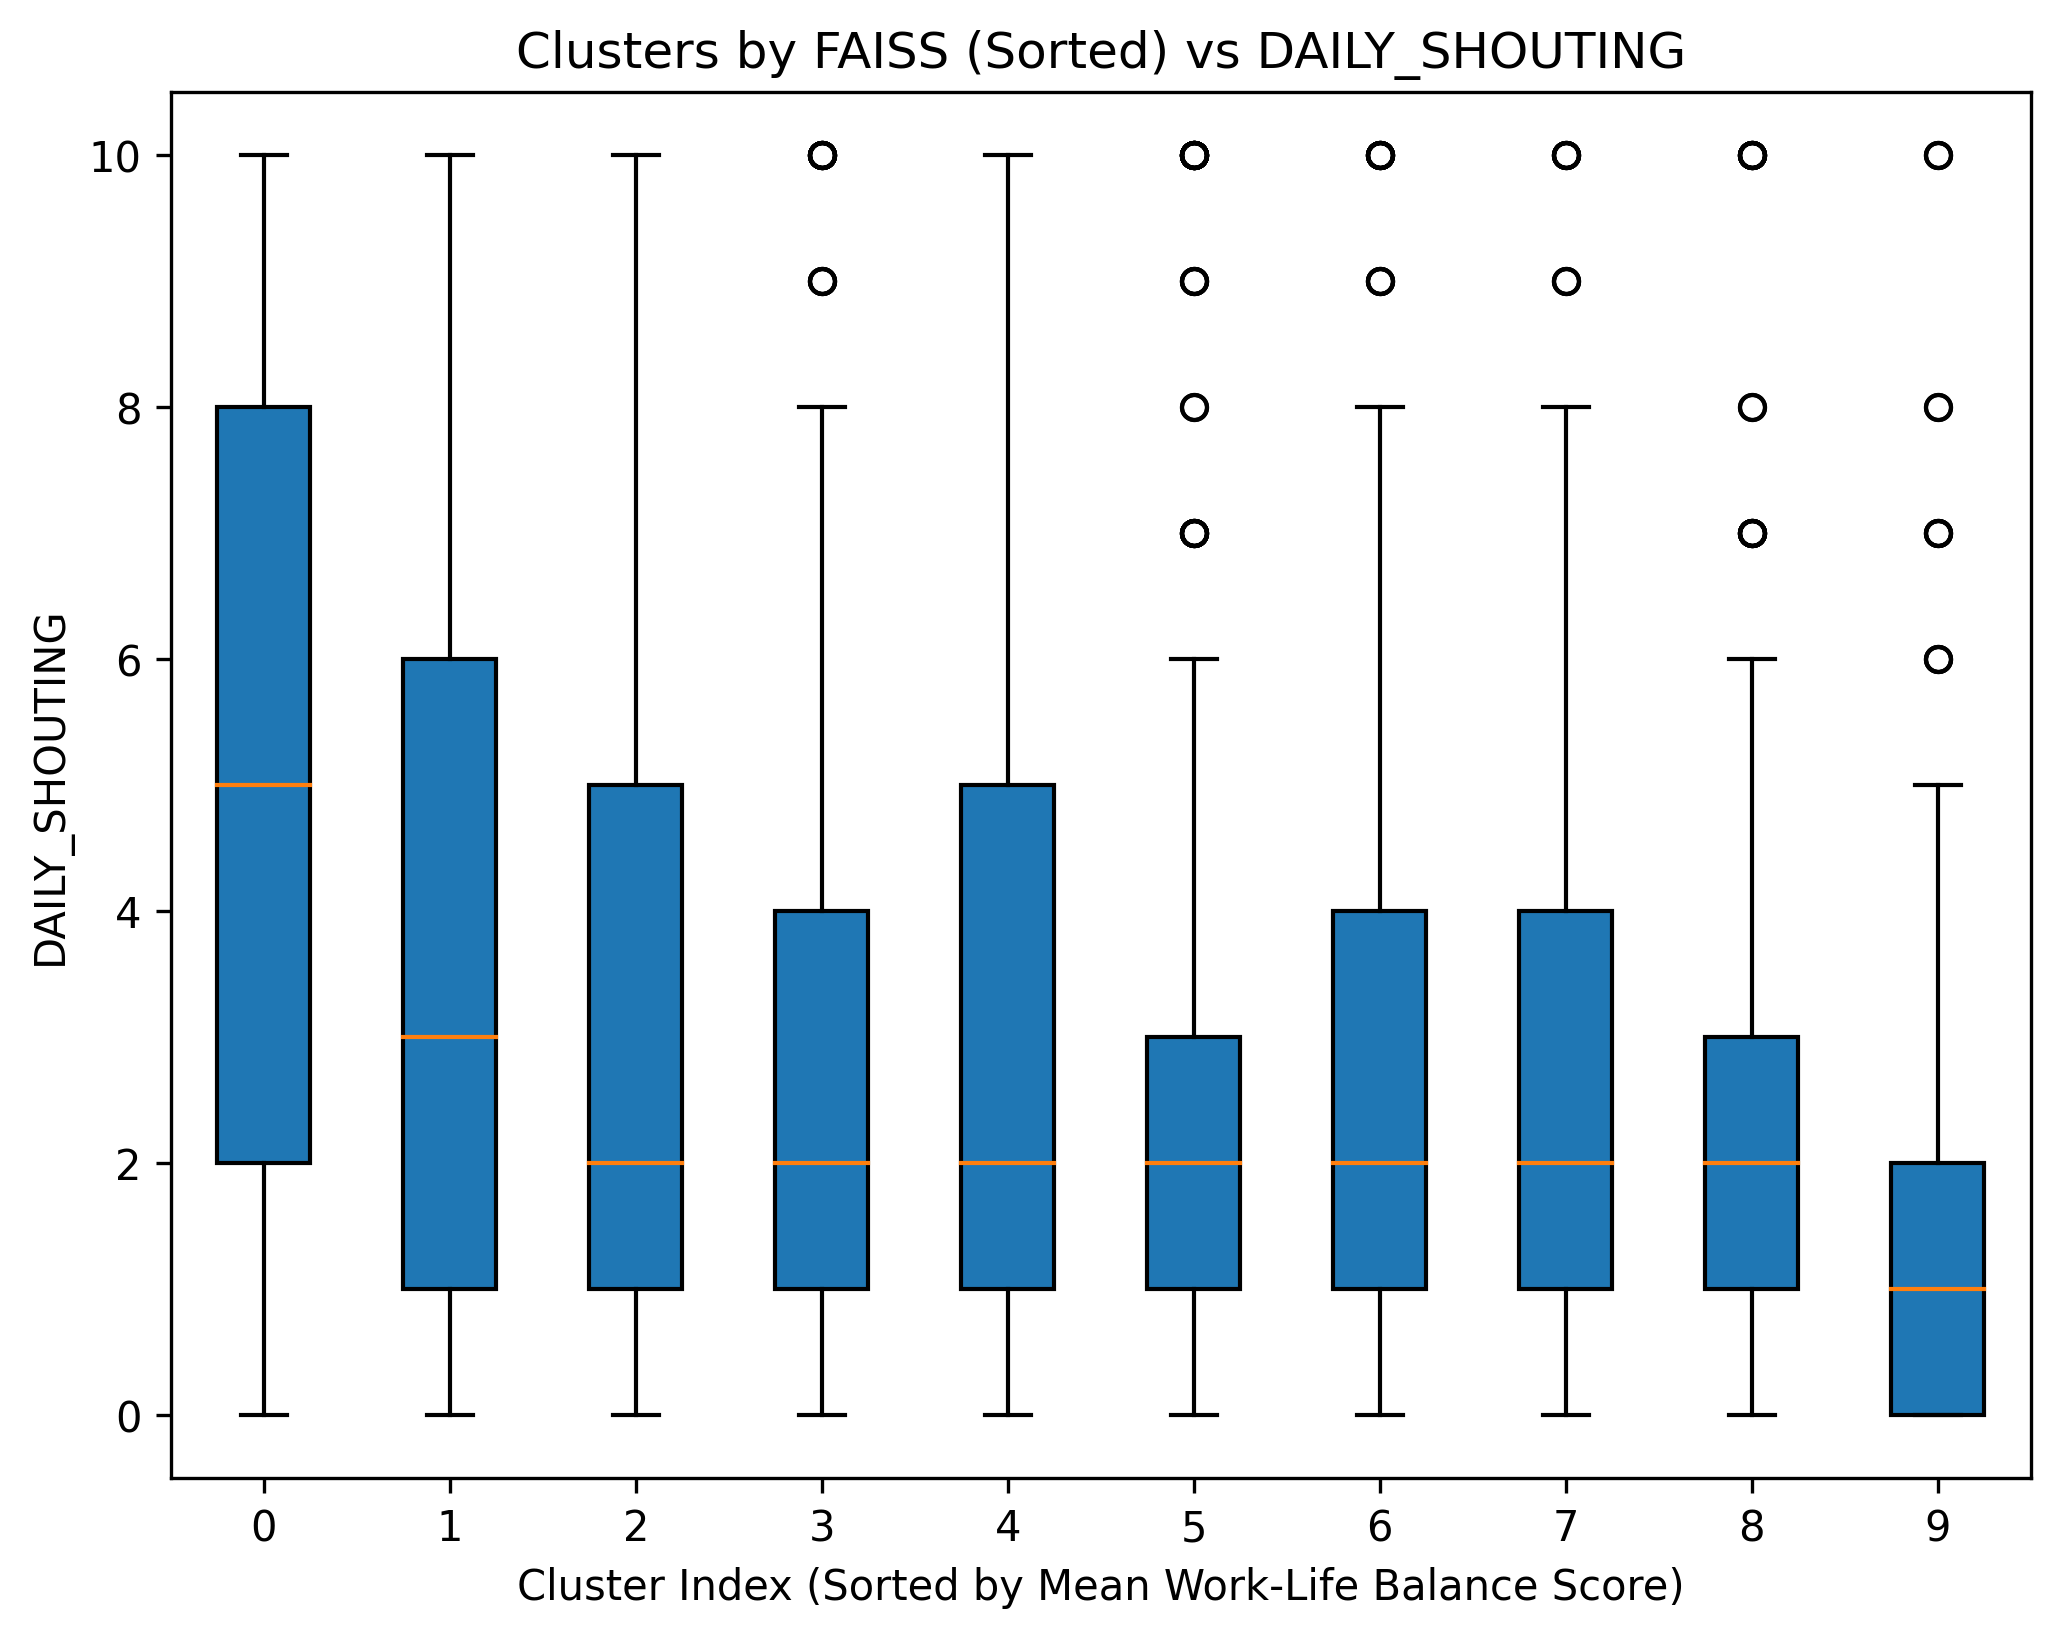 Clusters by FAISS (Sorted) vs DAILY_SHOUTING
10
8
6
4
2
0
DAILY_SHOUTING
0 1 2 3 4 5 6 7 8 9
Cluster Index (Sorted by Mean Work-Life Balance Score)